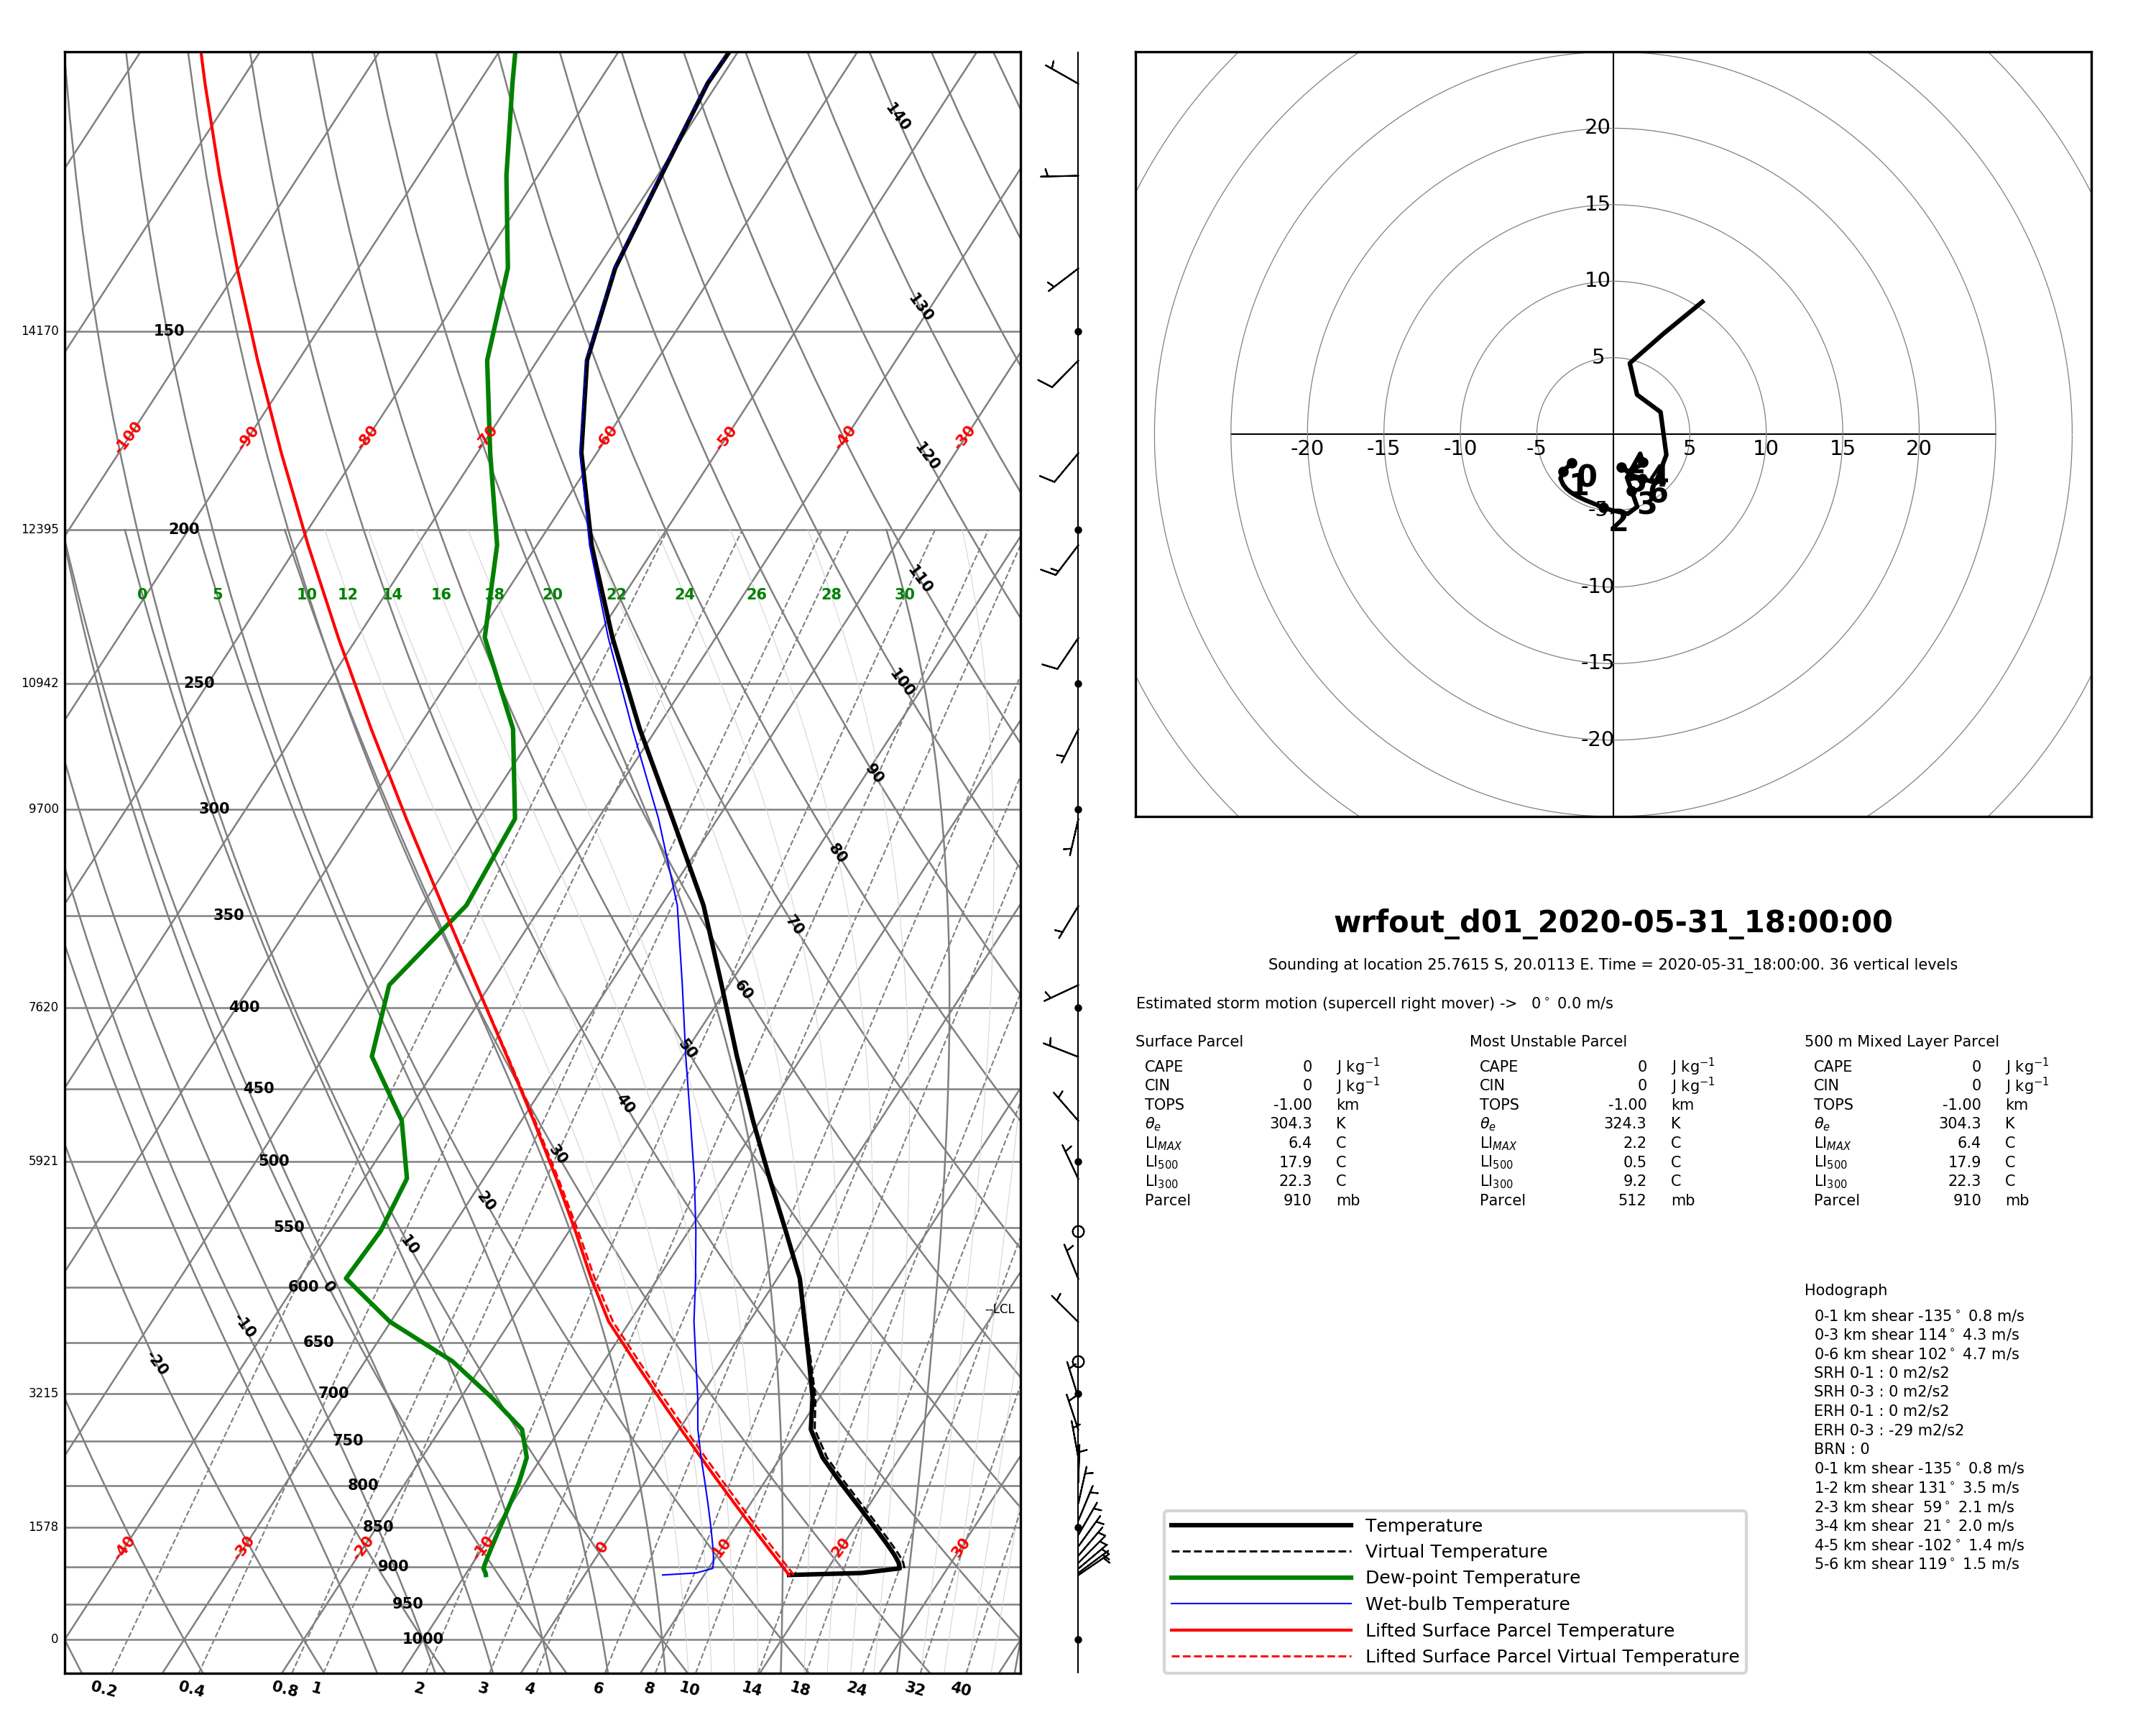 140
130
14170 150
-100 -90 -80 -70 -60 -50 -40 -30
120
12395 200
110
0 5 10 12 14 16 18 20 22 24 26 28 30
10942 250
100
90
9700 300
80
350
70
7620 400
60
50
450
40
5921 500
30
20
550
10
600 0
--LCL
-10
650
-20
3215 700
750
800
1578 850
-40 -30 -20 -10 0 10 20 30
900
950
0 1000
0.2 0.4 0.8 1 2 3 4 6 8 10 14 18 24 32 40
20
15
10
5
-20 -15 -10 -5 5 10 15 20
0 4
1 6
-5 3
2
-10
-15
-20
wrfout_d01_2020-05-31_18:00:00
Sounding at location 25.7615 S, 20.0113 E. Time = 2020-05-31_18:00:00. 36 vertical levels
Estimated storm motion (supercell right mover) -> 0° 0.0 m/s
Surface Parcel
CAPE 0 J kg⁻¹
CIN 0 J kg⁻¹
TOPS -1.00 km
θₑ 304.3 K
LI_MAX 6.4 C
LI₅₀₀ 17.9 C
LI₃₀₀ 22.3 C
Parcel 910 mb
Most Unstable Parcel
CAPE 0 J kg⁻¹
CIN 0 J kg⁻¹
TOPS -1.00 km
θₑ 324.3 K
LI_MAX 2.2 C
LI₅₀₀ 0.5 C
LI₃₀₀ 9.2 C
Parcel 512 mb
500 m Mixed Layer Parcel
CAPE 0 J kg⁻¹
CIN 0 J kg⁻¹
TOPS -1.00 km
θₑ 304.3 K
LI_MAX 6.4 C
LI₅₀₀ 17.9 C
LI₃₀₀ 22.3 C
Parcel 910 mb
Hodograph
0-1 km shear -135° 0.8 m/s
0-3 km shear 114° 4.3 m/s
0-6 km shear 102° 4.7 m/s
SRH 0-1 : 0 m2/s2
SRH 0-3 : 0 m2/s2
ERH 0-1 : 0 m2/s2
ERH 0-3 : -29 m2/s2
BRN : 0
0-1 km shear -135° 0.8 m/s
1-2 km shear 131° 3.5 m/s
2-3 km shear 59° 2.1 m/s
3-4 km shear 21° 2.0 m/s
4-5 km shear -102° 1.4 m/s
5-6 km shear 119° 1.5 m/s
Temperature
Virtual Temperature
Dew-point Temperature
Wet-bulb Temperature
Lifted Surface Parcel Temperature
Lifted Surface Parcel Virtual Temperature